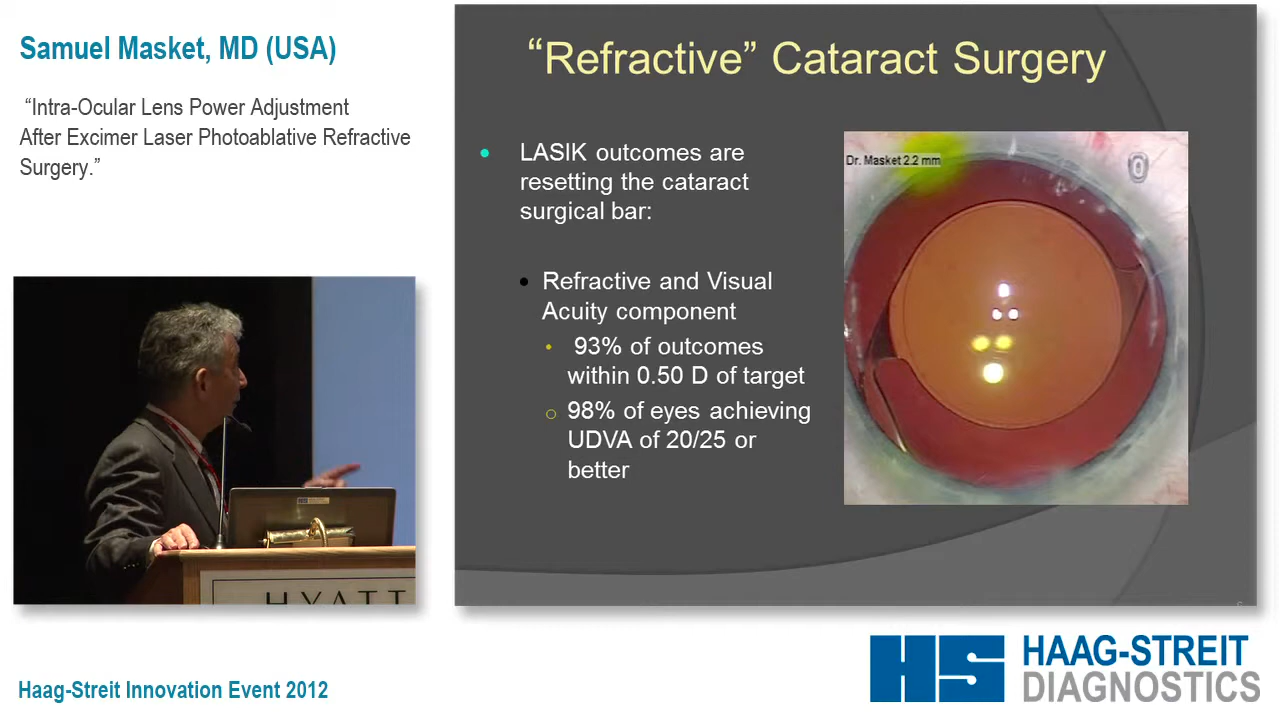 Samuel Masket, MD (USA)
“Intra-Ocular Lens Power Adjustment
After Excimer Laser Photoablative Refractive
Surgery.”
“Refractive” Cataract Surgery
LASIK outcomes are
resetting the cataract
surgical bar:
Refractive and Visual
Acuity component
93% of outcomes
within 0.50 D of target
98% of eyes achieving
UDVA of 20/25 or
better
Dr. Masket 2.2 mm
0
HYATT
Haag-Streit Innovation Event 2012
HS
HAAG-STREIT
DIAGNOSTICS